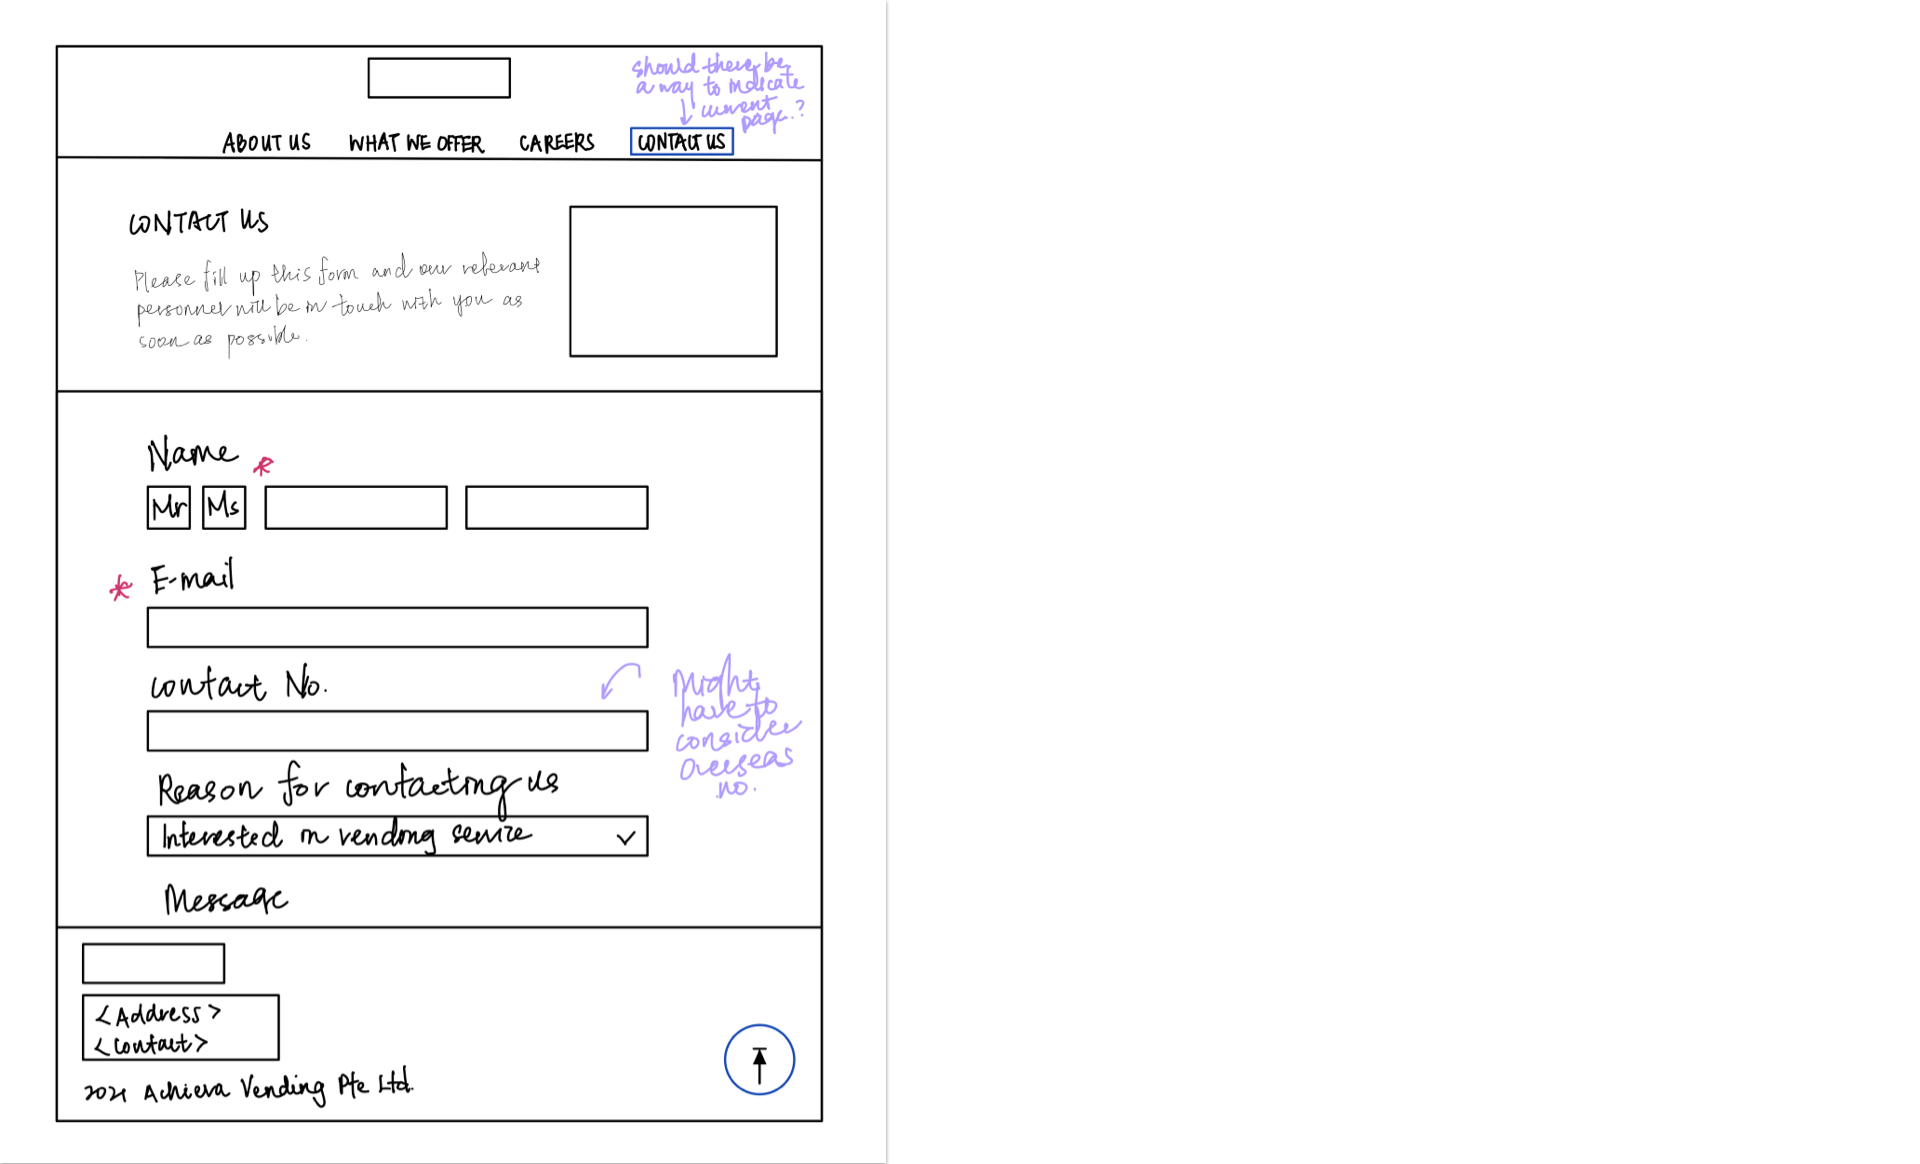 should there be
a way to indicate
current
page.?
ABOUT US WHAT WE OFFER CAREERS CONTACT US
CONTACT US
Please fill up this form and our relevant
personnel will be in touch with you as
soon as possible.
Name *
Mr Ms
* E-mail
Contact No.
Might
have to
consider
overseas
no.
Reason for contacting us
Interested in vending service
Message
<Address>
<Contact>
2021 Achieva Vending Pte Ltd.